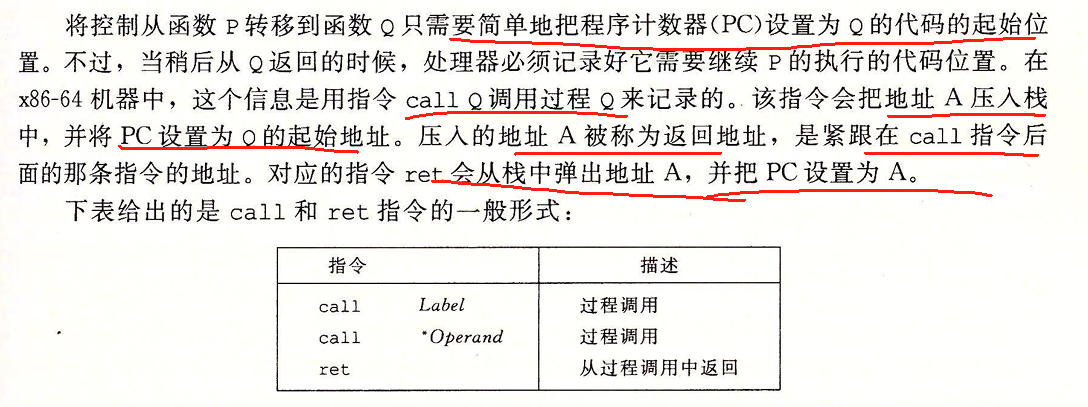 将控制从函数 P 转移到函数 Q 只需要简单地把程序计数器(PC)设置为 Q 的代码的起始位
置。不过，当稍后从 Q 返回的时候，处理器必须记录好它需要继续 P 的执行的代码位置。在
x86-64 机器中，这个信息是用指令 call Q 调用过程 Q 来记录的。该指令会把地址 A 压入栈
中，并将 PC 设置为 Q 的起始地址。压入的地址 A 被称为返回地址，是紧跟在 call 指令后
面的那条指令的地址。对应的指令 ret 会从栈中弹出地址 A，并把 PC 设置为 A。
下表给出的是 call 和 ret 指令的一般形式：
指令 描述
call Label 过程调用
call *Operand 过程调用
ret 从过程调用中返回